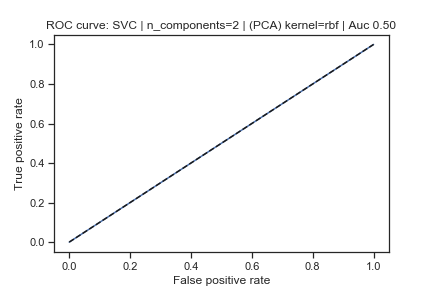 ROC curve: SVC | n_components=2 | (PCA) kernel=rbf | Auc 0.50
1.0
0.8
0.6
0.4
0.2
0.0
True positive rate
0.0 0.2 0.4 0.6 0.8 1.0
False positive rate